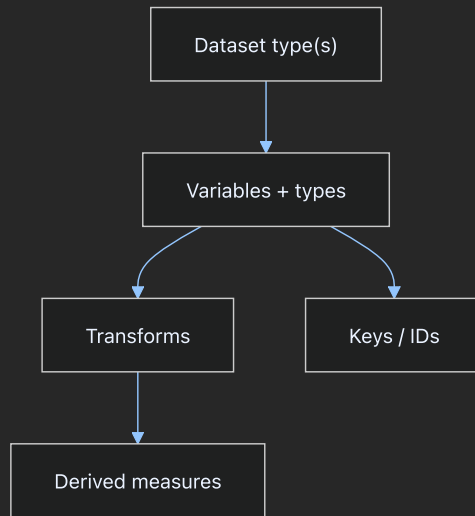 Dataset type(s)
Variables + types
Transforms
Keys / IDs
Derived measures